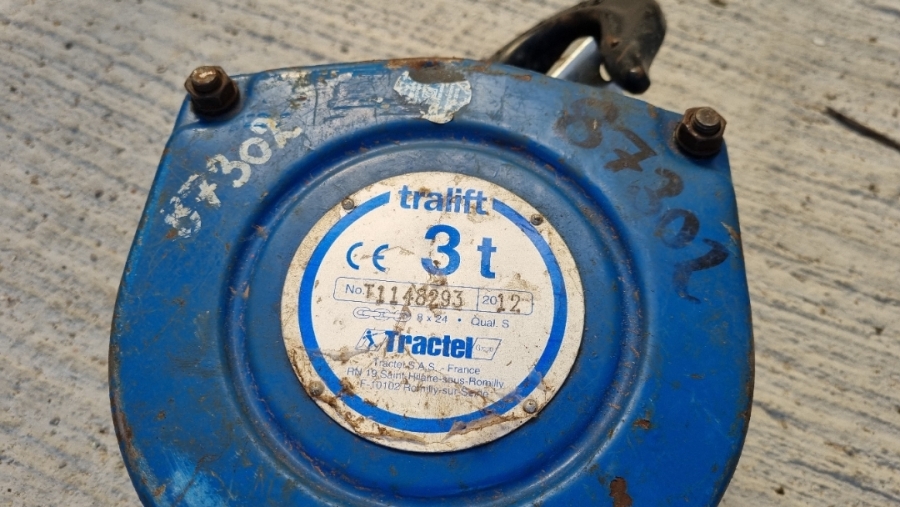 87302
87302
tralift
CE 3 t
No. T1148293 2012
8 x 24 • Qual. S
Tractel
Tractel S.A.S. - France
RN 19 Saint-Hilaire-sous-Romilly
F-10102 Romilly-sur-Seine